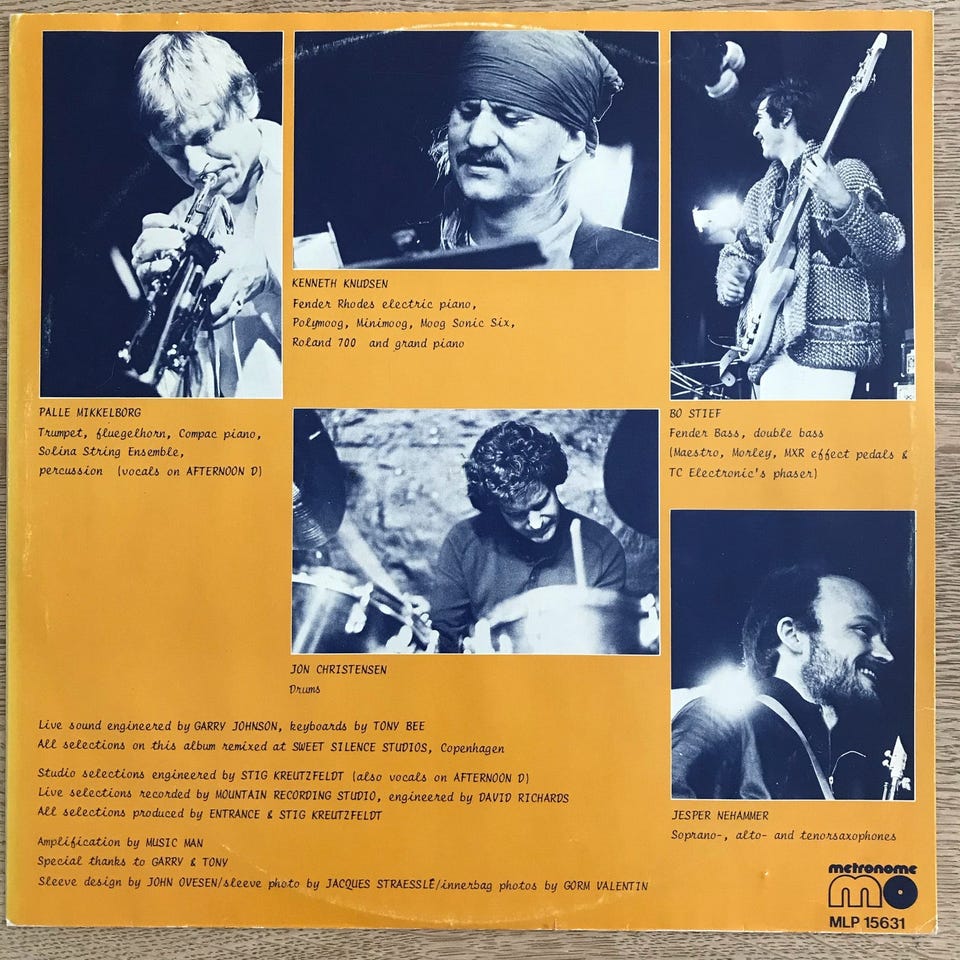 KENNETH KNUDSEN
Fender Rhodes electric piano,
Polymoog, Minimoog, Moog Sonic Six,
Roland 700 and grand piano
PALLE MIKKELBORG
Trumpet, fluegelhorn, Compac piano,
Solina String Ensemble,
percussion (vocals on AFTERNOON D)
BO STIEF
Fender Bass, double bass
(Maestro, Morley, MXR effect pedals &
TC Electronic's phaser)
JON CHRISTENSEN
Drums
Live sound engineered by GARRY JOHNSON, keyboards by TONY BEE
All selections on this album remixed at SWEET SILENCE STUDIOS, Copenhagen
Studio selections engineered by STIG KREUTZFELDT (also vocals on AFTERNOON D)
Live selections recorded by MOUNTAIN RECORDING STUDIO, engineered by DAVID RICHARDS
All selections produced by ENTRANCE & STIG KREUTZFELDT
Amplification by MUSIC MAN
Special thanks to GARRY & TONY
Sleeve design by JOHN OVESEN/sleeve photo by JACQUES STRAESSLÉ/innerbag photos by GORM VALENTIN
JESPER NEHAMMER
Soprano-, alto- and tenorsaxophones
metronome
mo
MLP 15631